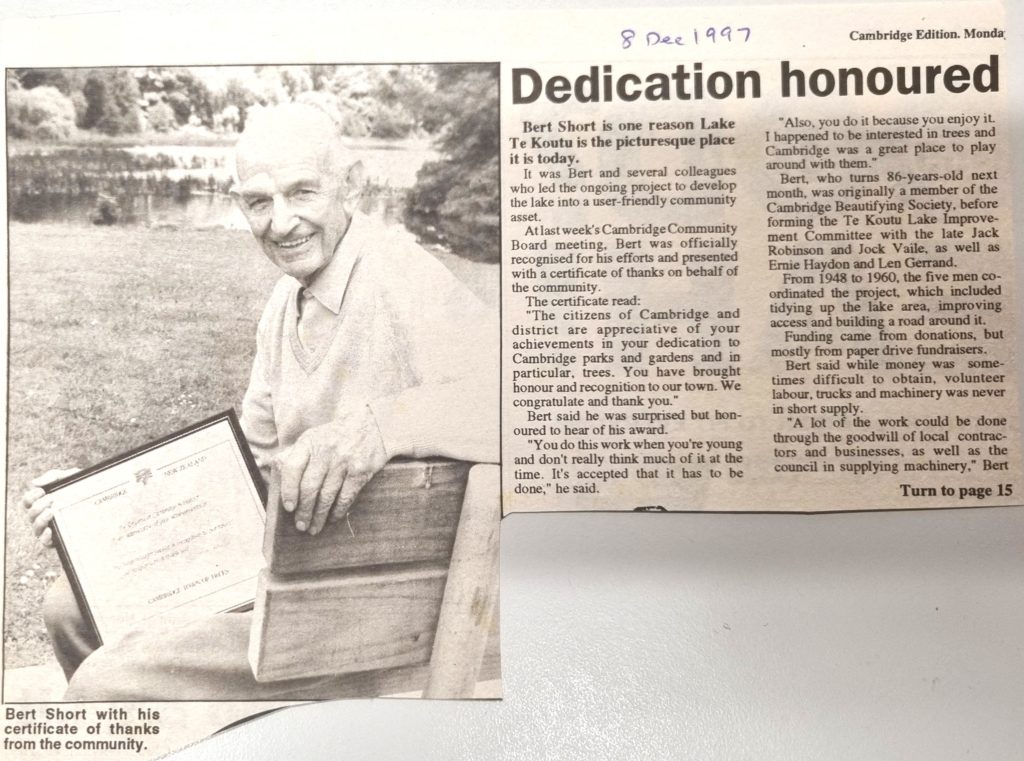 8 Dec 1997
Cambridge Edition. Monda
Dedication honoured
Bert Short is one reason Lake
Te Koutu is the picturesque place
it is today.
It was Bert and several colleagues
who led the ongoing project to develop
the lake into a user-friendly community
asset.
At last week's Cambridge Community
Board meeting, Bert was officially
recognised for his efforts and presented
with a certificate of thanks on behalf of
the community.
The certificate read:
"The citizens of Cambridge and
district are appreciative of your
achievements in your dedication to
Cambridge parks and gardens and in
particular, trees. You have brought
honour and recognition to our town. We
congratulate and thank you."
Bert said he was surprised but hon-
oured to hear of his award.
"You do this work when you're young
and don't really think much of it at the
time. It's accepted that it has to be
done," he said.
"Also, you do it because you enjoy it.
I happened to be interested in trees and
Cambridge was a great place to play
around with them."
Bert, who turns 86-years-old next
month, was originally a member of the
Cambridge Beautifying Society, before
forming the Te Koutu Lake Improve-
ment Committee with the late Jack
Robinson and Jock Vaile, as well as
Ernie Haydon and Len Gerrand.
From 1948 to 1960, the five men co-
ordinated the project, which included
tidying up the lake area, improving
access and building a road around it.
Funding came from donations, but
mostly from paper drive fundraisers.
Bert said while money was some-
times difficult to obtain, volunteer
labour, trucks and machinery was never
in short supply.
"A lot of the work could be done
through the goodwill of local contrac-
tors and businesses, as well as the
council in supplying machinery," Bert
Turn to page 15
CAMBRIDGE NEW ZEALAND
CAMBRIDGE TOWN OF TREES
Bert Short with his
certificate of thanks
from the community.